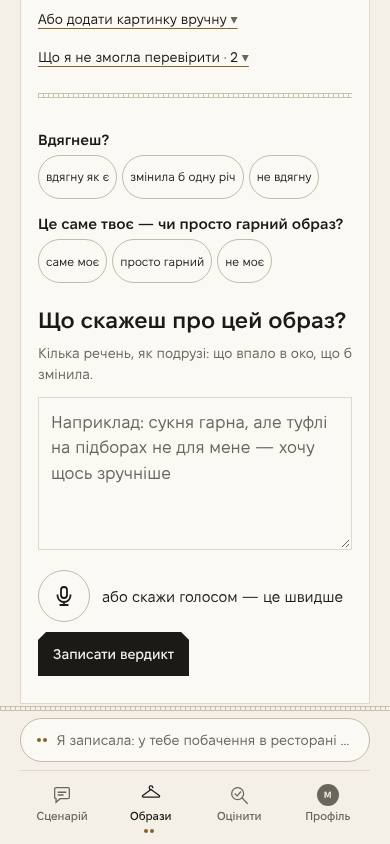 Або додати картинку вручну ▾
Що я не змогла перевірити · 2 ▾
Вдягнеш?
вдягну як є
змінила б одну річ
не вдягну
Це саме твоє — чи просто гарний образ?
саме моє
просто гарний
не моє
Що скажеш про цей образ?
Кілька речень, як подрузі: що впало в око, що б
змінила.
Наприклад: сукня гарна, але туфлі
на підборах не для мене — хочу
щось зручніше
або скажи голосом — це швидше
Записати вердикт
Я записала: у тебе побачення в ресторані ...
Сценарій
Образи
Оцінити
М
Профіль